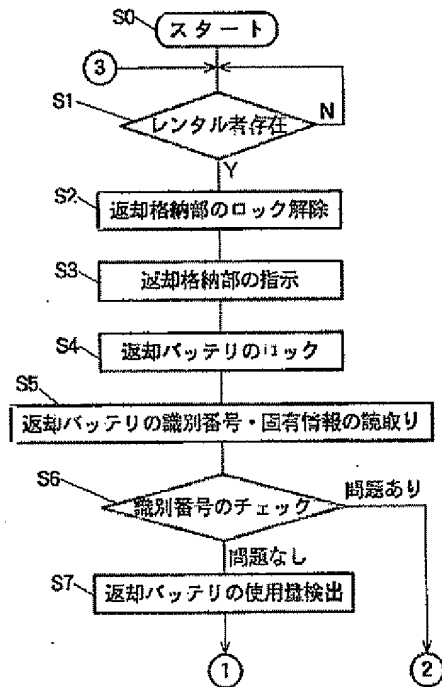 S0
スタート
③
S1
レンタル者存在
N
Y
S2
返却格納部のロック解除
S3
返却格納部の指示
S4
返却バッテリのロック
S5
返却バッテリの識別番号・固有情報の読取り
S6
識別番号のチェック
問題あり
問題なし
S7
返却バッテリの使用量検出
①
②